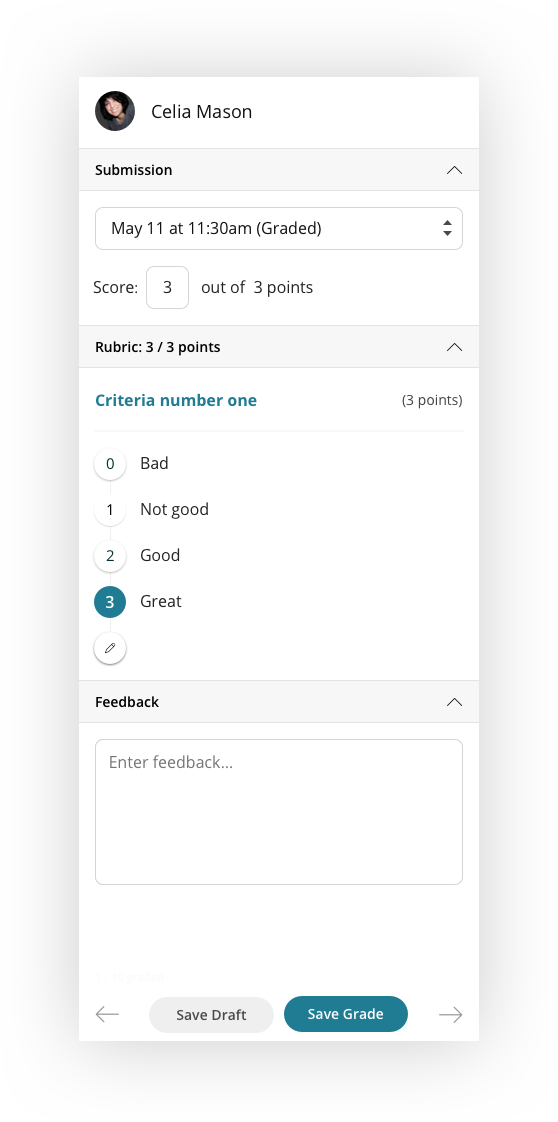 Celia Mason
Submission
May 11 at 11:30am (Graded)
Score: 3 out of 3 points
Rubric: 3 / 3 points
Criteria number one (3 points)
0 Bad
1 Not good
2 Good
3 Great
Feedback
Enter feedback...
Save Draft Save Grade